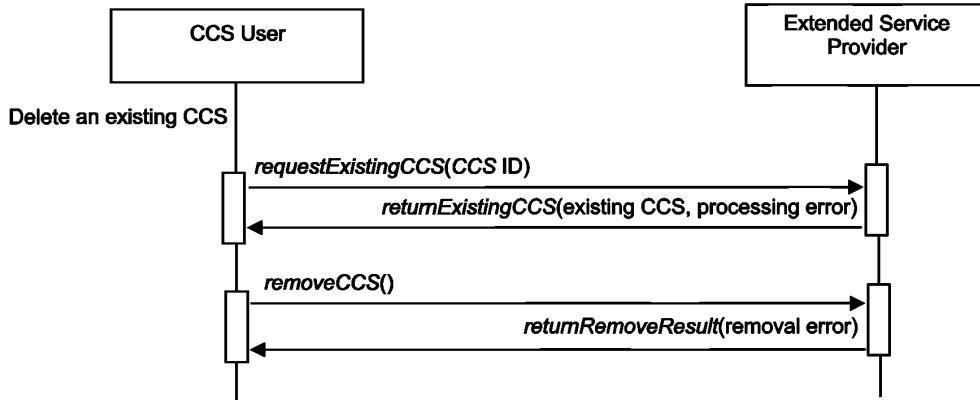 CCS User
Extended Service
Provider
Delete an existing CCS
requestExistingCCS(CCS ID)
returnExistingCCS(existing CCS, processing error)
removeCCS()
returnRemoveResult(removal error)